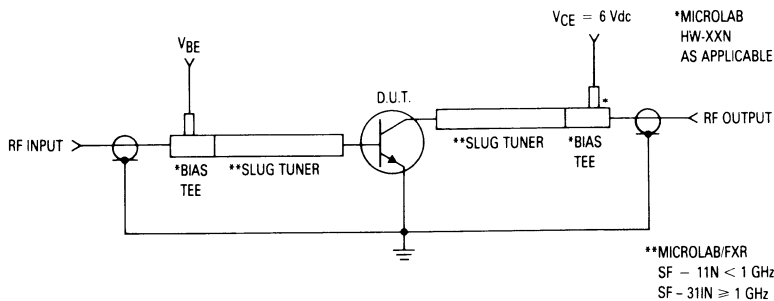 V_CE = 6 Vdc
*MICROLAB
HW-XXN
AS APPLICABLE
V_BE
D.U.T.
*
RF INPUT
RF OUTPUT
*BIAS
TEE
**SLUG TUNER
**SLUG TUNER
*BIAS
TEE
**MICROLAB/FXR
SF – 11N < 1 GHz
SF – 31N ≥ 1 GHz